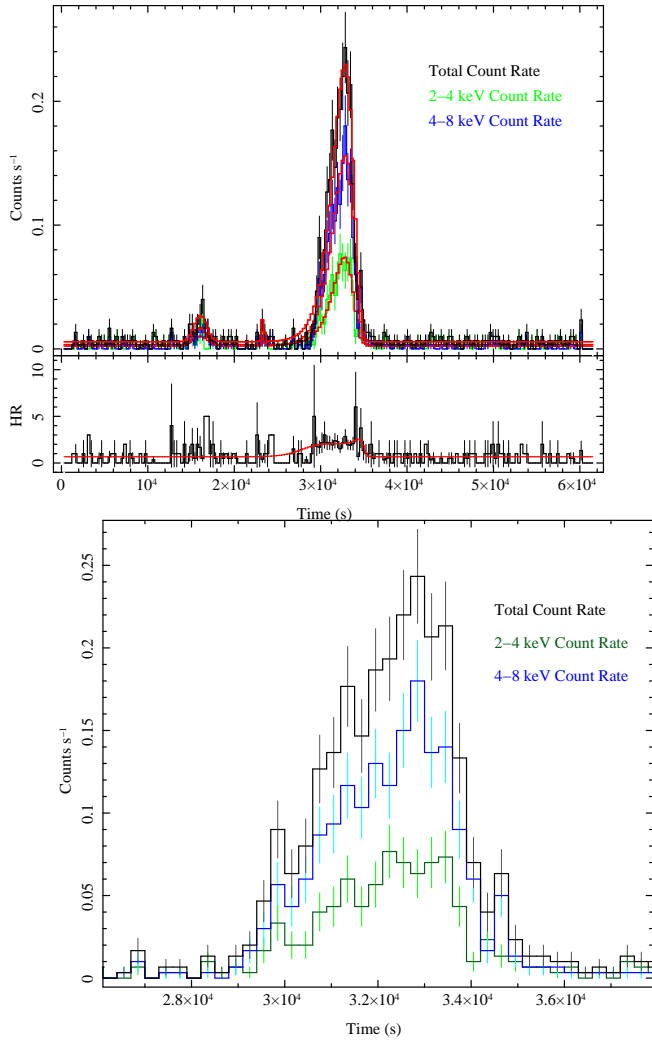 0.2
0.1
0
Counts s⁻¹
Total Count Rate
2–4 keV Count Rate
4–8 keV Count Rate
10
5
0
HR
0
10⁴
2×10⁴
3×10⁴
4×10⁴
5×10⁴
6×10⁴
Time (s)
0.25
0.2
0.15
0.1
0.05
0
Counts s⁻¹
Total Count Rate
2–4 keV Count Rate
4–8 keV Count Rate
2.8×10⁴
3×10⁴
3.2×10⁴
3.4×10⁴
3.6×10⁴
Time (s)